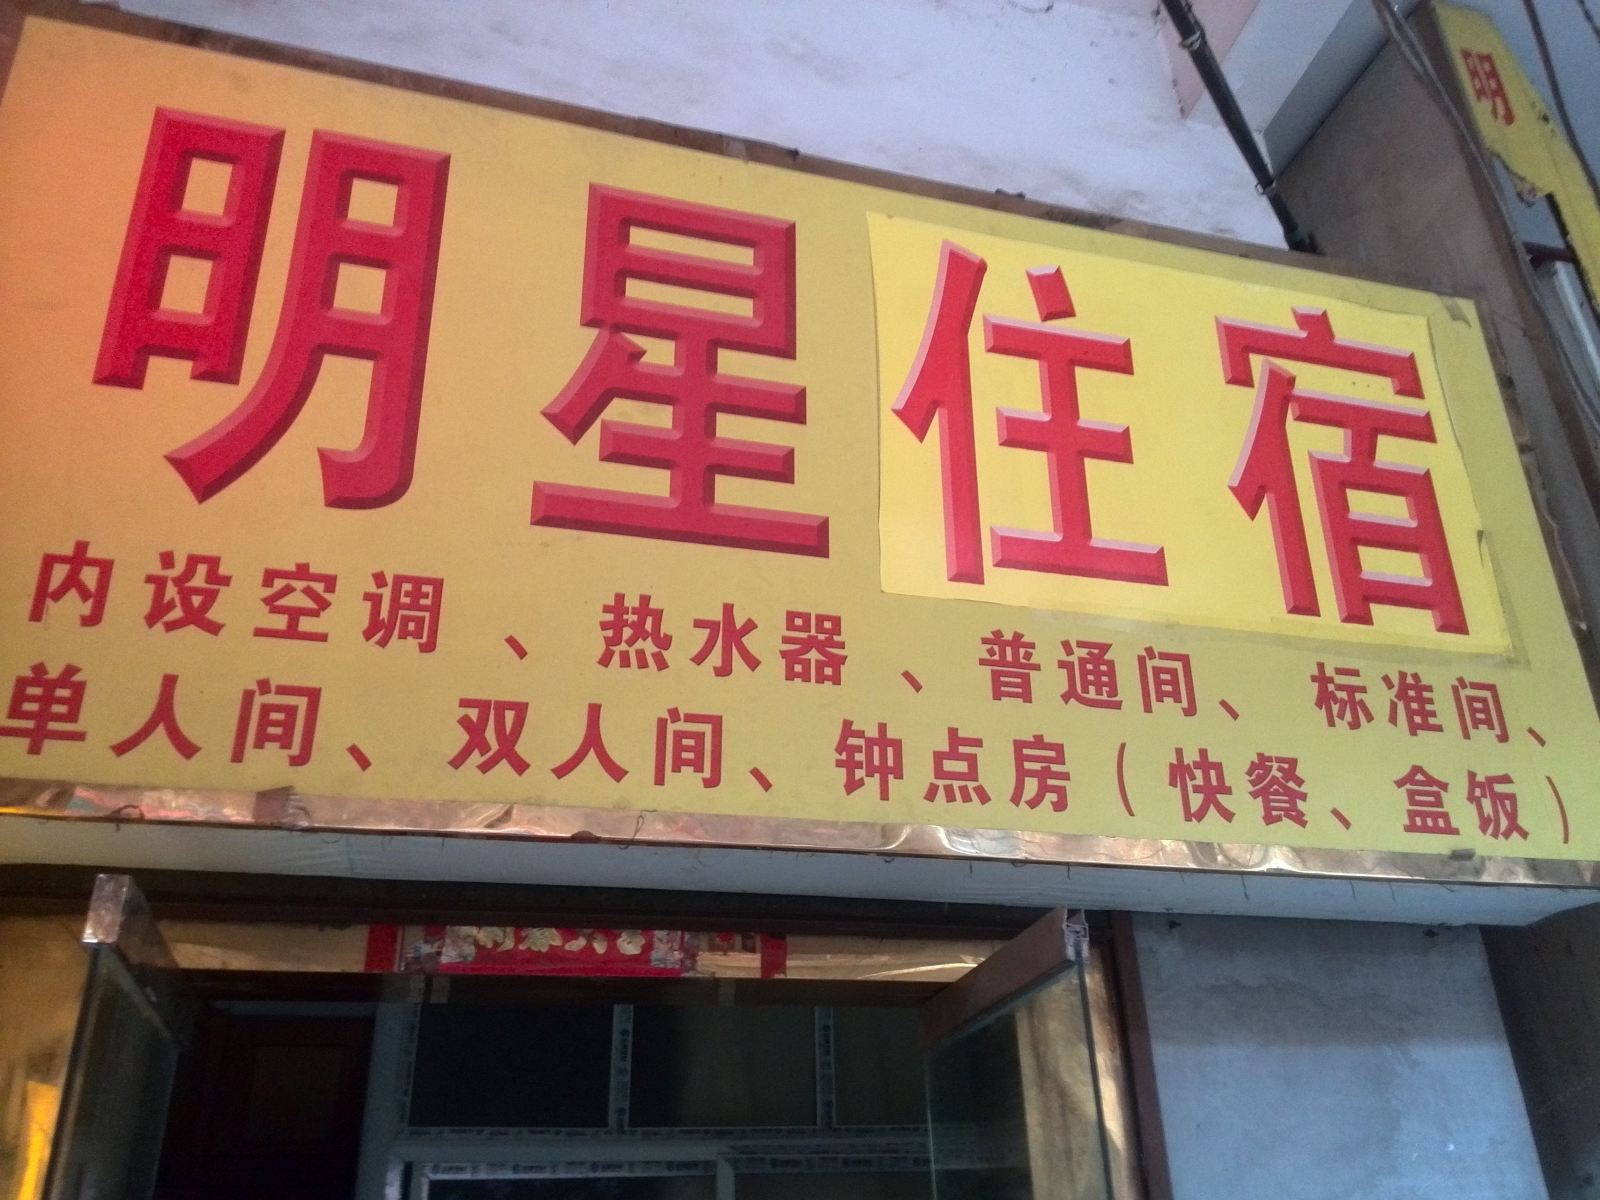 明星住宿
内设空调、热水器、普通间、标准间、
单人间、双人间、钟点房(快餐、盒饭)
明